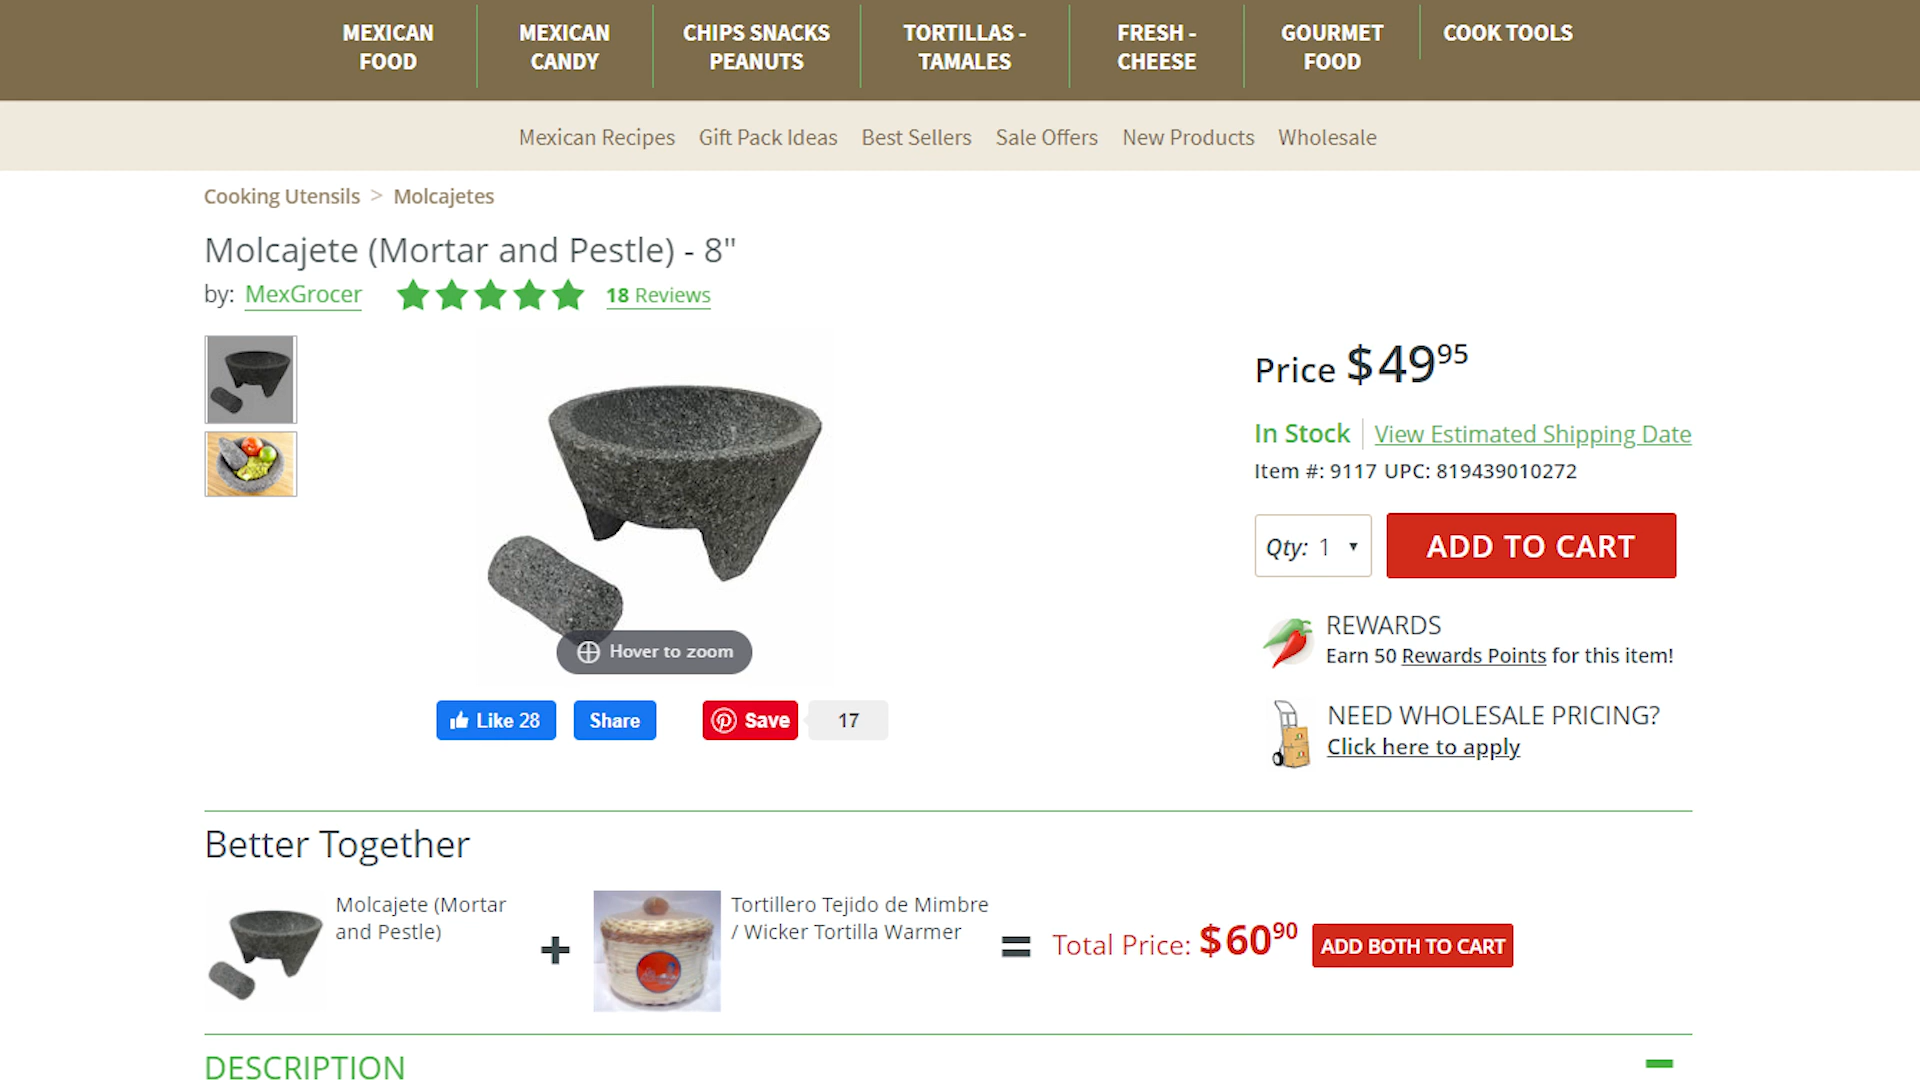 MEXICAN
FOOD
MEXICAN
CANDY
CHIPS SNACKS
PEANUTS
TORTILLAS -
TAMALES
FRESH -
CHEESE
GOURMET
FOOD
COOK TOOLS
Mexican Recipes Gift Pack Ideas Best Sellers Sale Offers New Products Wholesale
Cooking Utensils > Molcajetes
Molcajete (Mortar and Pestle) - 8"
by: MexGrocer 18 Reviews
Price $4995
In Stock View Estimated Shipping Date
Item #: 9117 UPC: 819439010272
Qty: 1 ADD TO CART
REWARDS
Earn 50 Rewards Points for this item!
Hover to zoom
Like 28 Share Save 17
NEED WHOLESALE PRICING?
Click here to apply
Better Together
Molcajete (Mortar
and Pestle)
+
Tortillero Tejido de Mimbre
/ Wicker Tortilla Warmer
= Total Price: $6090 ADD BOTH TO CART
DESCRIPTION